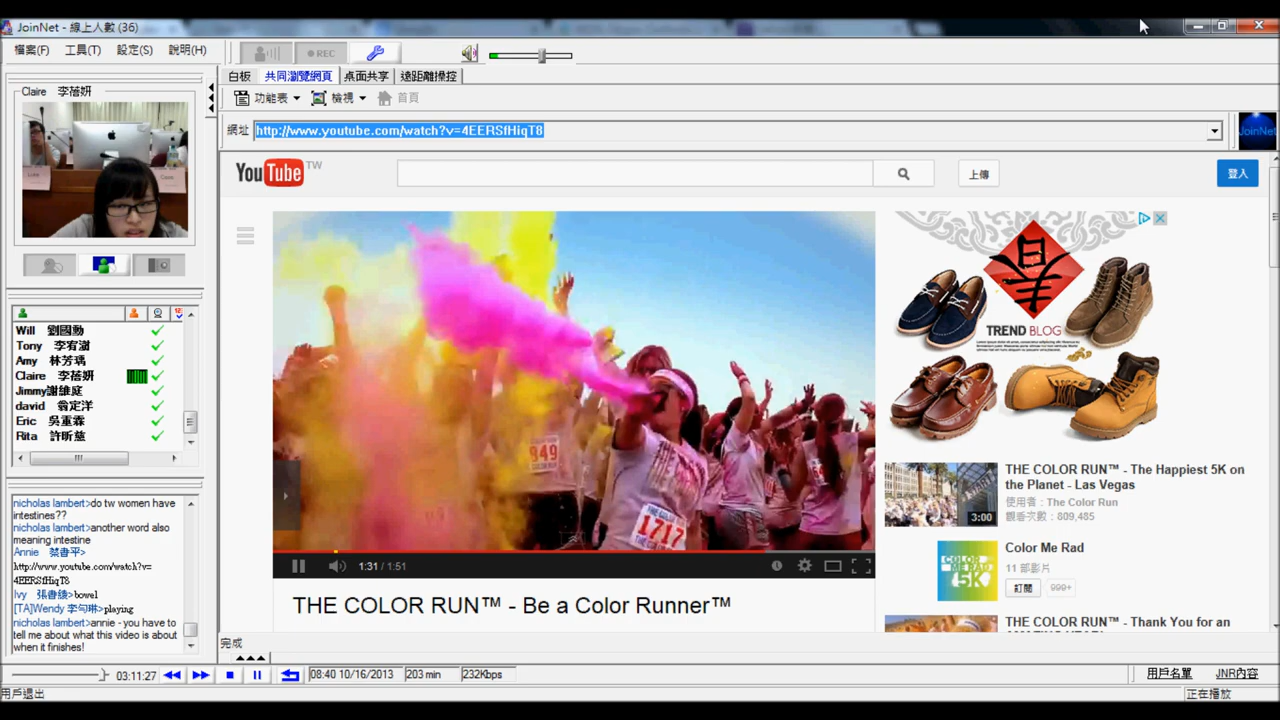 JoinNet - 線上人數 (36)
檔案(F) 工具(T) 設定(S) 說明(H)
REC
Claire 李蓓妍
白板 共同瀏覽網頁 桌面共享 遠距離操控
功能表 檢視 首頁
網址 http://www.youtube.com/watch?v=4EERSfHiqT8
JoinNet
YouTube TW
上傳
登入
Will 劉國勳
Tony 李宥澍
Amy 林芳瑀
Claire 李蓓妍
Jimmy謝維庭
david 翁定洋
Eric 吳重霖
Rita 許昕慈
nicholas lambert>do tw women have
intestines??
nicholas lambert>another word also
meaning intestine
Annie 蔡書平>
http://www.youtube.com/watch?v=
4EERSfHiqT8
Ivy 張書綾>bowel
[TA]Wendy 李旬琳>playing
nicholas lambert>annie - you have to
tell me about what this video is about
when it finishes!
849
1717
1:31 / 1:51
THE COLOR RUN™ - Be a Color Runner™
TREND BLOG
THE COLOR RUN™ - The Happiest 5K on
the Planet - Las Vegas
使用者：The Color Run
觀看次數：809,485
3:00
Color Me Rad
11 部影片
訂閱 999+
COLOR
ME RAD
5K
THE COLOR RUN™ - Thank You for an
完成
03:11:27
08:40 10/16/2013 203 min 232Kbps
用戶名單 JNR內容
用戶退出
正在播放